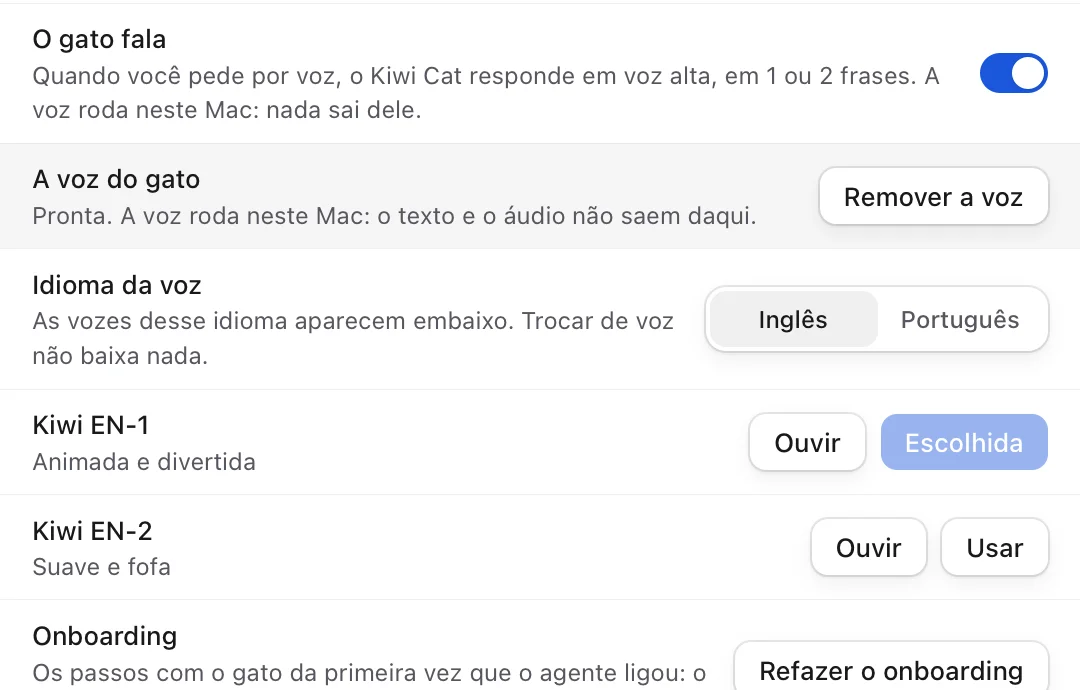 O gato fala
Quando você pede por voz, o Kiwi Cat responde em voz alta, em 1 ou 2 frases. A
voz roda neste Mac: nada sai dele.
A voz do gato
Pronta. A voz roda neste Mac: o texto e o áudio não saem daqui.
Remover a voz
Idioma da voz
As vozes desse idioma aparecem embaixo. Trocar de voz
não baixa nada.
Inglês
Português
Kiwi EN-1
Animada e divertida
Ouvir
Escolhida
Kiwi EN-2
Suave e fofa
Ouvir
Usar
Onboarding
Os passos com o gato da primeira vez que o agente ligou: o
Refazer o onboarding